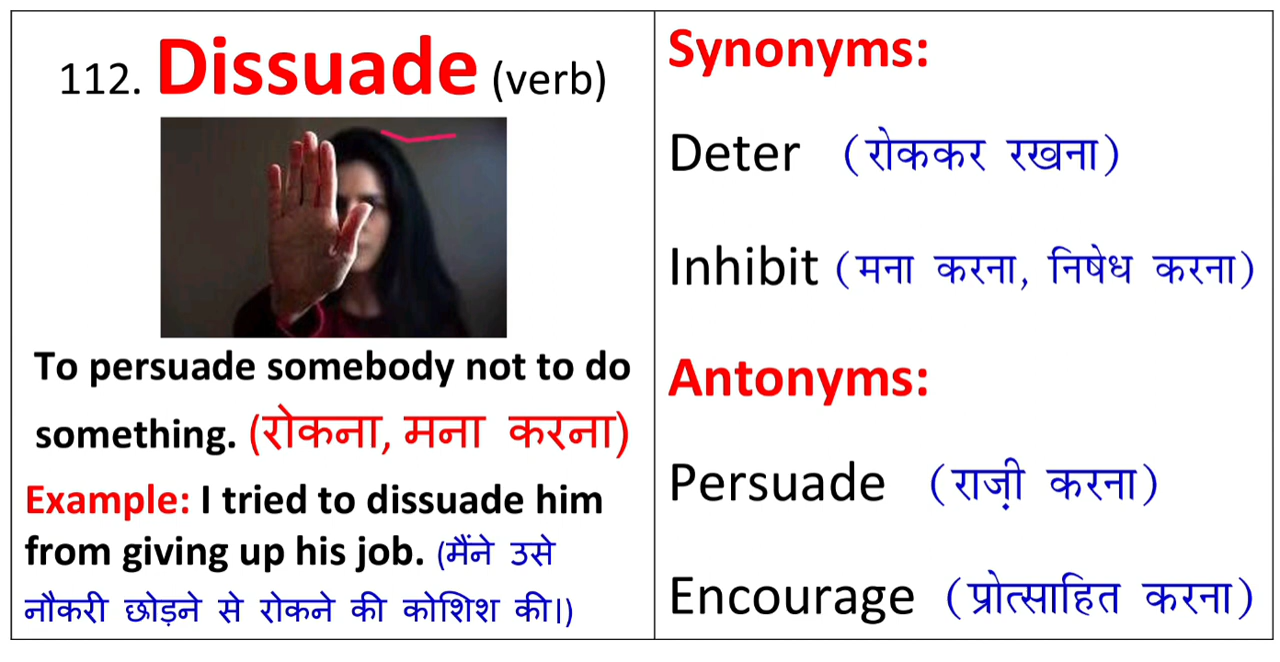 112. Dissuade (verb)
To persuade somebody not to do
something. (रोकना, मना करना)
Example: I tried to dissuade him
from giving up his job. (मैंने उसे
नौकरी छोड़ने से रोकने की कोशिश की।)
Synonyms:
Deter (रोककर रखना)
Inhibit (मना करना, निषेध करना)
Antonyms:
Persuade (राज़ी करना)
Encourage (प्रोत्साहित करना)